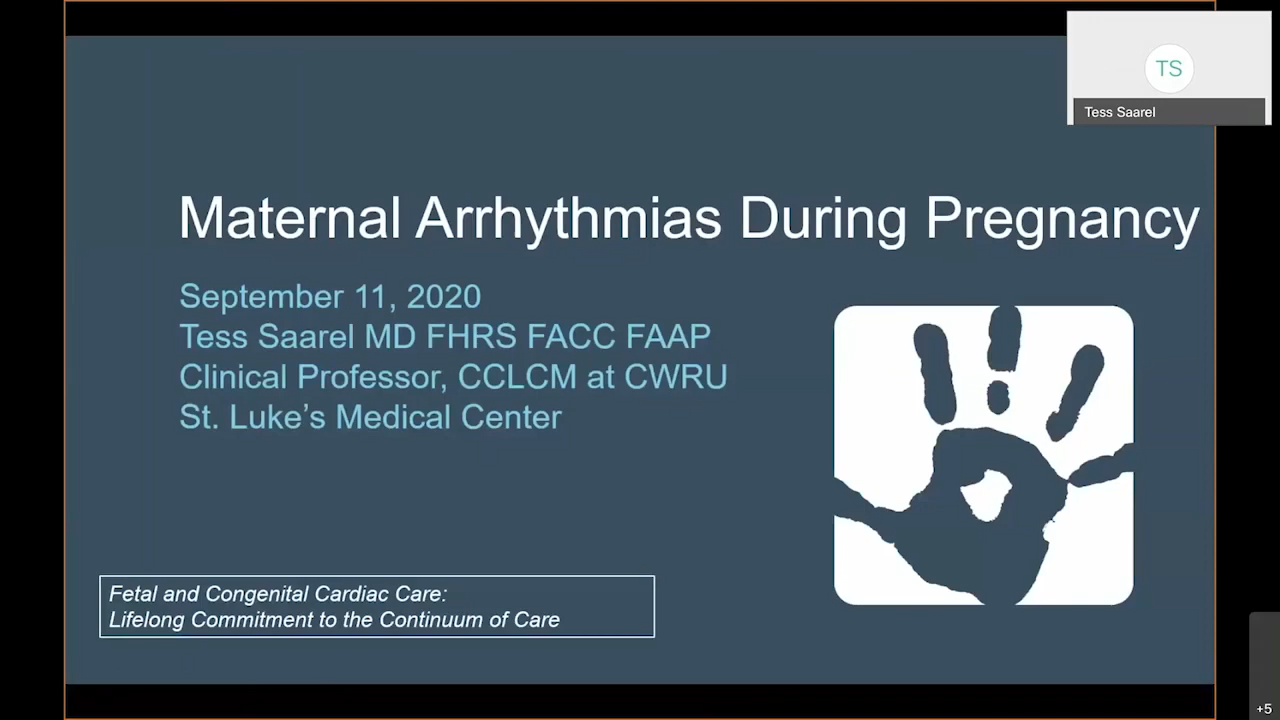 TS
Tess Saarel
Maternal Arrhythmias During Pregnancy
September 11, 2020
Tess Saarel MD FHRS FACC FAAP
Clinical Professor, CCLCM at CWRU
St. Luke’s Medical Center
Fetal and Congenital Cardiac Care:
Lifelong Commitment to the Continuum of Care
+5